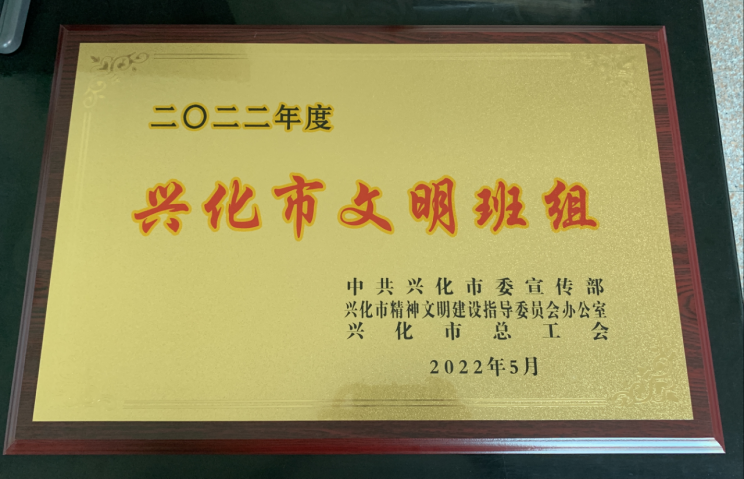 二〇二二年度
兴化市文明班组
中共兴化市委宣传部
兴化市精神文明建设指导委员会办公室
兴化市总工会
2022年5月